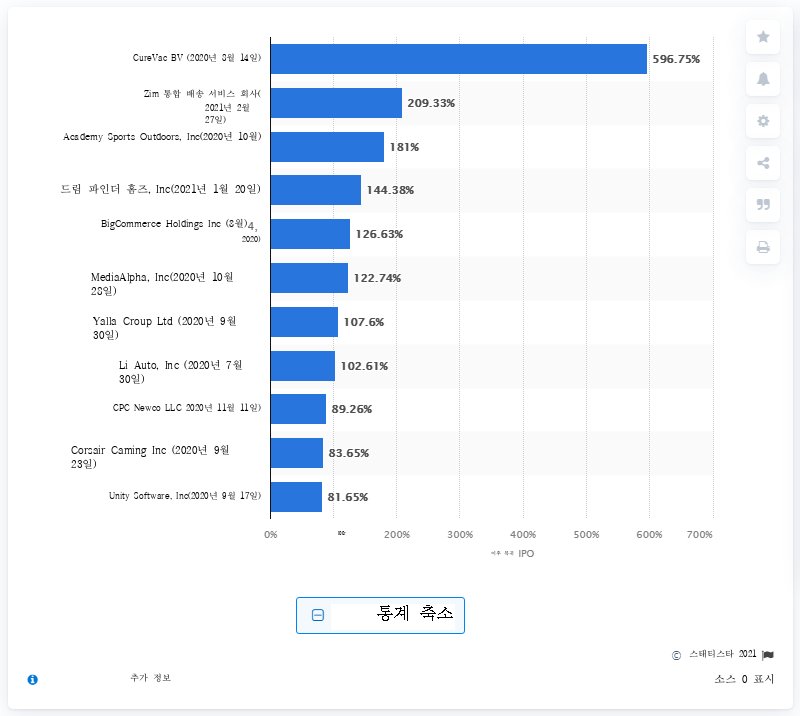 CureVac BV (2020년 8월 14일)
596.75%
Zim 통합 배송 서비스 회사(
2021년 2월
27일)
209.33%
Academy Sports Outdoors, Inc(2020년 10월)
181%
드림 파인더 홈즈, Inc(2021년 1월 20일)
144.38%
BigCommerce Holdings Inc (8월)4,
2020)
126.63%
MediaAlpha, Inc(2020년 10월
28일)
122.74%
Yalla Group Ltd (2020년 9월
30일)
107.6%
Li Auto, Inc (2020년 7월
30일)
102.61%
CPC Newco LLC 2020년 11월 11일)
89.26%
Corsair Gaming Inc (2020년 9월
23일)
83.65%
Unity Software, Inc(2020년 9월 17일)
81.65%
0% 200% 300% 400% 500% 600% 700%
이후 IPO
통계 축소
© 스태티스타 2021
추가 정보
소스 0 표시